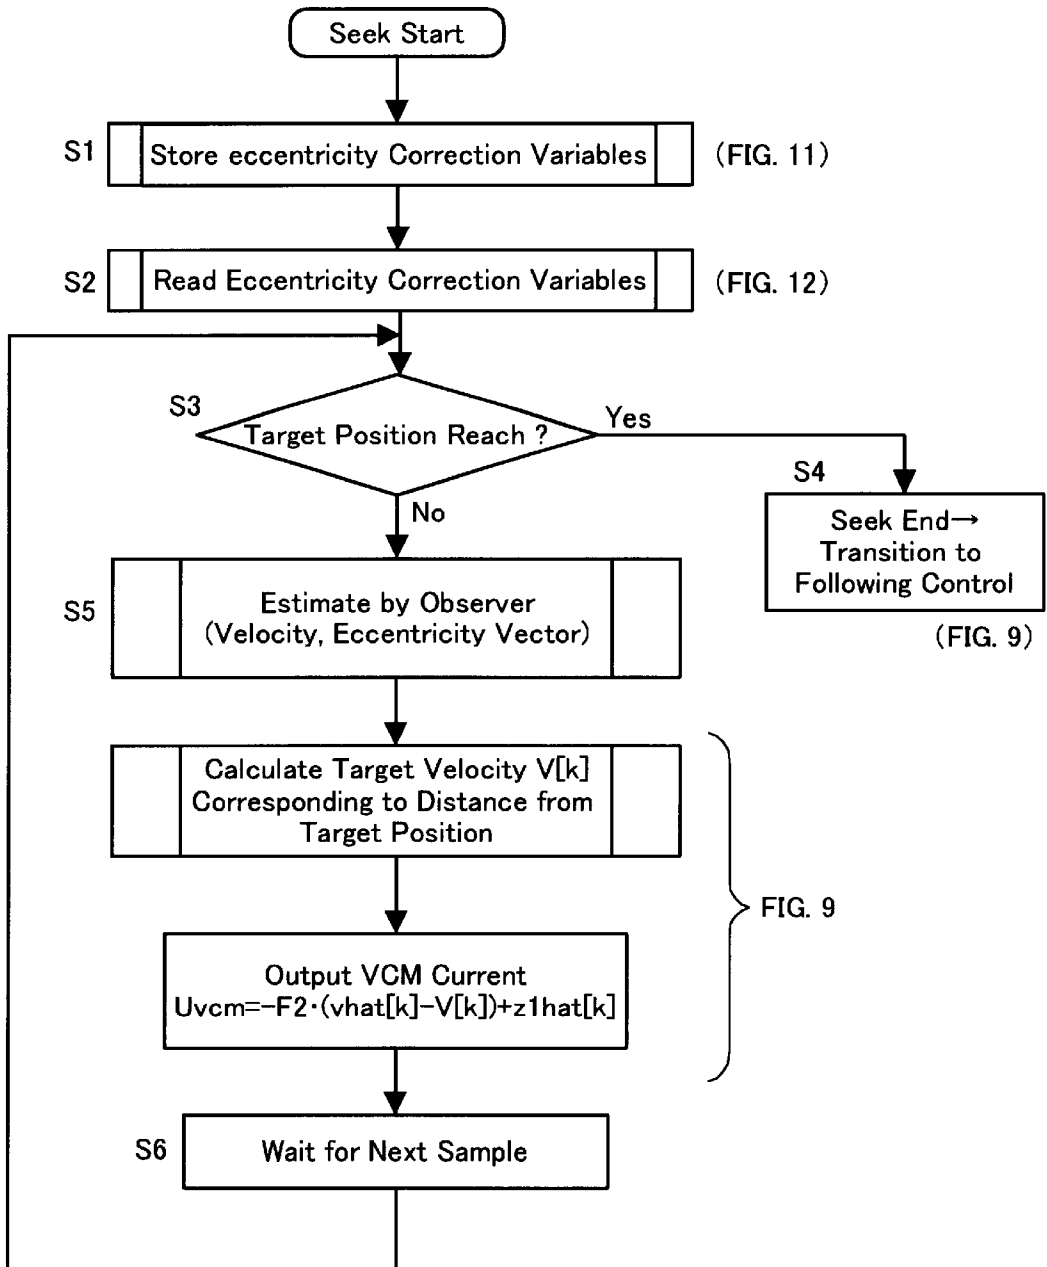 Seek Start
S1
Store eccentricity Correction Variables
(FIG. 11)
S2
Read Eccentricity Correction Variables
(FIG. 12)
S3
Target Position Reach ?
Yes
No
S4
Seek End→
Transition to
Following Control
(FIG. 9)
S5
Estimate by Observer
(Velocity, Eccentricity Vector)
Calculate Target Velocity V[k]
Corresponding to Distance from
Target Position
FIG. 9
Output VCM Current
Uvcm=-F2·(vhat[k]-V[k])+z1hat[k]
S6
Wait for Next Sample